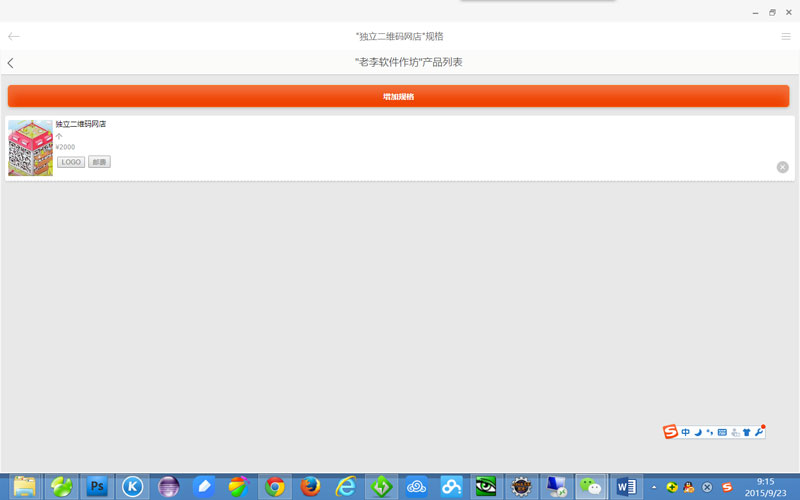 "独立二维码网店"规格
"老李软件作坊"产品列表
增加规格
独立二维码网店
个
¥2000
LOGO 邮费
中
Ps
K
W
S
9:15
2015/9/23